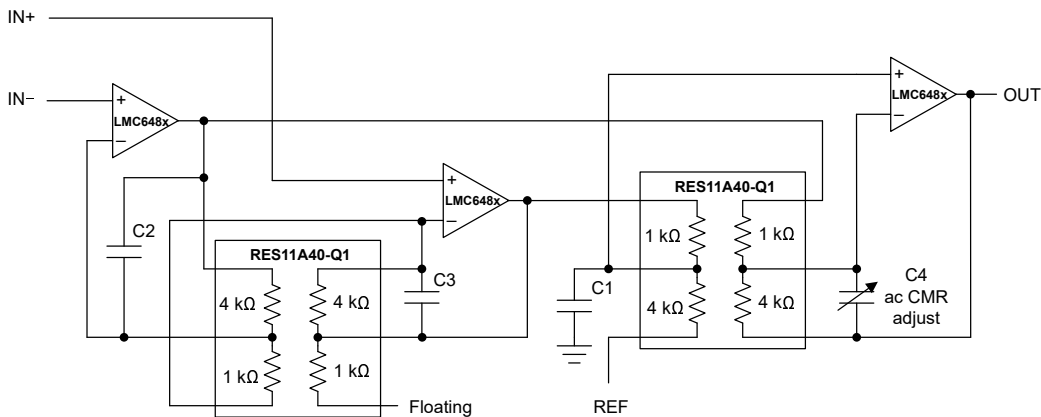 IN+
IN−
+
LMC648x
−
+
LMC648x
−
+
LMC648x
−
OUT
C2
RES11A40-Q1
4 kΩ
4 kΩ
1 kΩ
1 kΩ
C3
Floating
RES11A40-Q1
1 kΩ
1 kΩ
4 kΩ
4 kΩ
C1
REF
C4
ac CMR
adjust